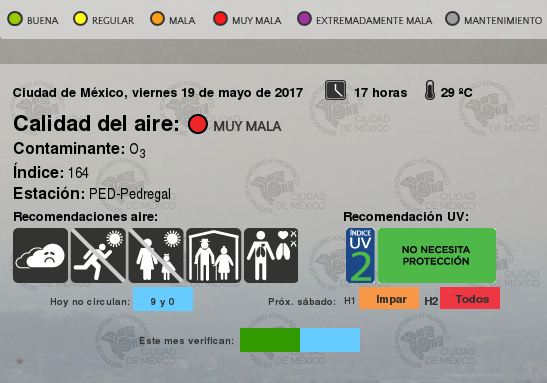 BUENA REGULAR MALA MUY MALA EXTREMADAMENTE MALA MANTENIMIENTO
Ciudad de México, viernes 19 de mayo de 2017 17 horas 29 ºC
Calidad del aire: MUY MALA
Contaminante: O3
Índice: 164
Estación: PED-Pedregal
Recomendaciones aire: Recomendación UV:
ÍNDICE
UV
2
NO NECESITA
PROTECCIÓN
Hoy no circulan: 9 y 0 Próx. sábado: H1 Impar H2 Todos
Este mes verifican:
CIUDAD
DE MÉXICO